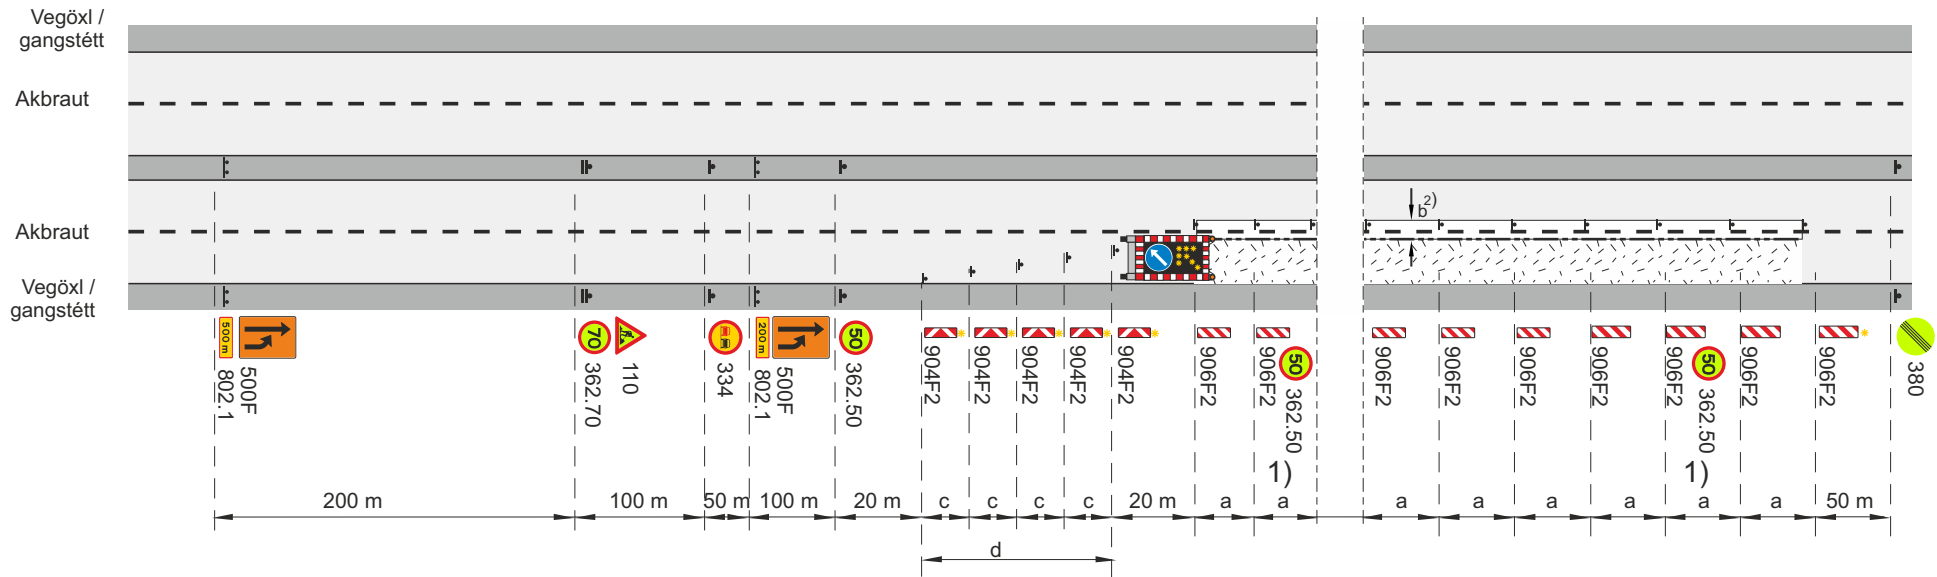 Vegöxl /
gangstétt
Akbraut
Akbraut
Vegöxl /
gangstétt
b2)
500 m
802.1
500F
70
362.70
110
334
200 m
802.1
500F
50
362.50
904F2
904F2
904F2
904F2
904F2
906F2
906F2
50
362.50
1)
906F2
906F2
906F2
906F2
906F2
50
362.50
1)
906F2
906F2
380
200 m
100 m
50 m
100 m
20 m
c
c
c
c
20 m
a
a
a
a
a
a
a
a
50 m
d